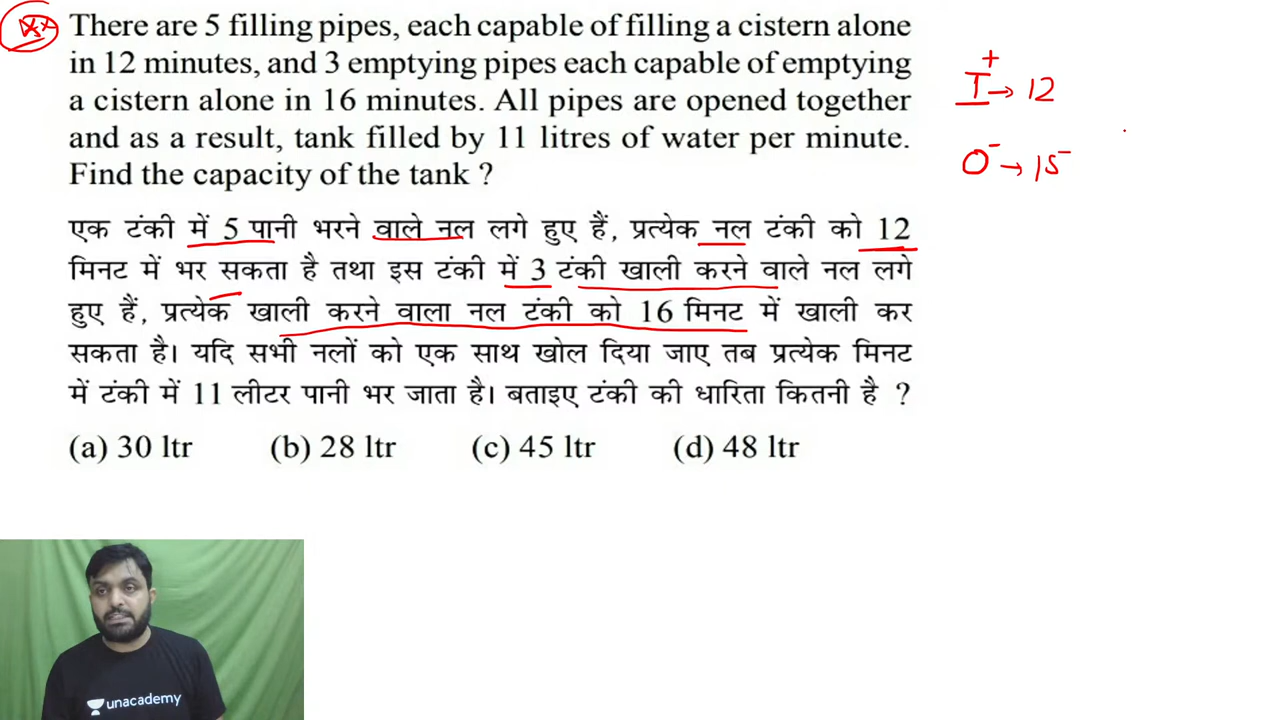 There are 5 filling pipes, each capable of filling a cistern alone
in 12 minutes, and 3 emptying pipes each capable of emptying
a cistern alone in 16 minutes. All pipes are opened together
and as a result, tank filled by 11 litres of water per minute.
Find the capacity of the tank ?
एक टंकी में 5 पानी भरने वाले नल लगे हुए हैं, प्रत्येक नल टंकी को 12
मिनट में भर सकता है तथा इस टंकी में 3 टंकी खाली करने वाले नल लगे
हुए हैं, प्रत्येक खाली करने वाला नल टंकी को 16 मिनट में खाली कर
सकता है। यदि सभी नलों को एक साथ खोल दिया जाए तब प्रत्येक मिनट
में टंकी में 11 लीटर पानी भर जाता है। बताइए टंकी की धारिता कितनी है ?
(a) 30 ltr (b) 28 ltr (c) 45 ltr (d) 48 ltr
+
I → 12
O⁻ → 15
unacademy